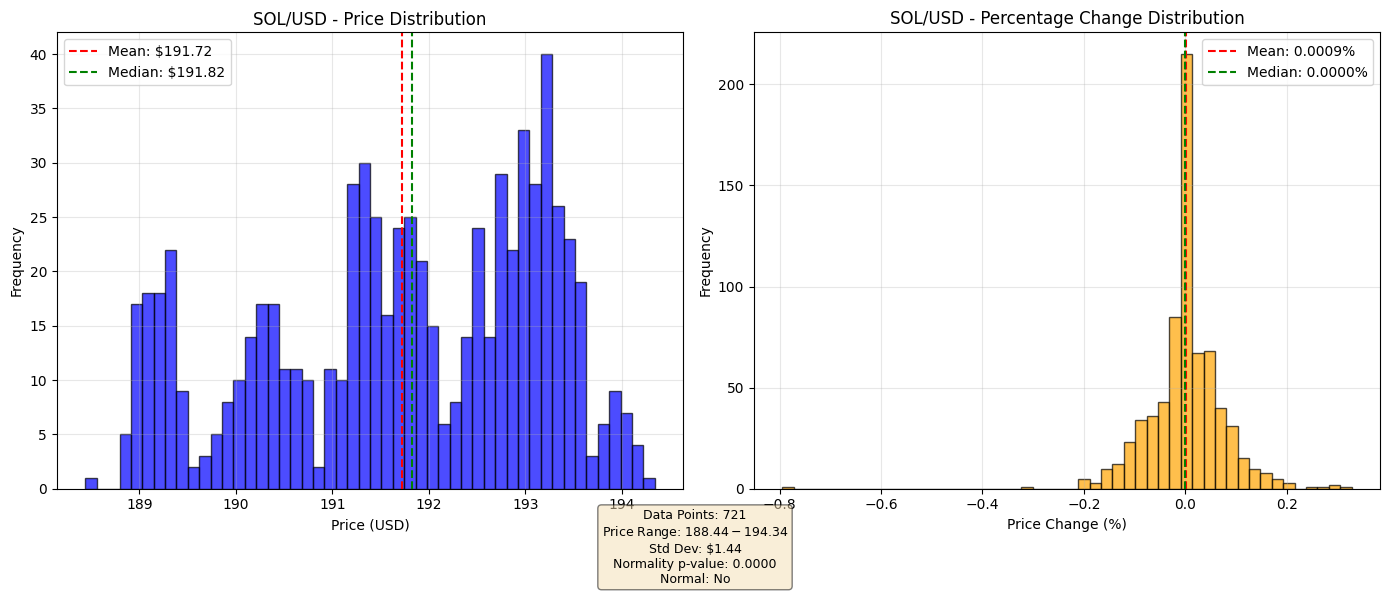 SOL/USD - Price Distribution
Mean: $191.72
Median: $191.82
Frequency
40
35
30
25
20
15
10
5
0
189
190
191
192
193
194
Price (USD)
SOL/USD - Percentage Change Distribution
Mean: 0.0009%
Median: 0.0000%
Frequency
200
150
100
50
0
−0.8
−0.6
−0.4
−0.2
0.0
0.2
Price Change (%)
Data Points: 721
Price Range: 188.44 − 194.34
Std Dev: $1.44
Normality p-value: 0.0000
Normal: No